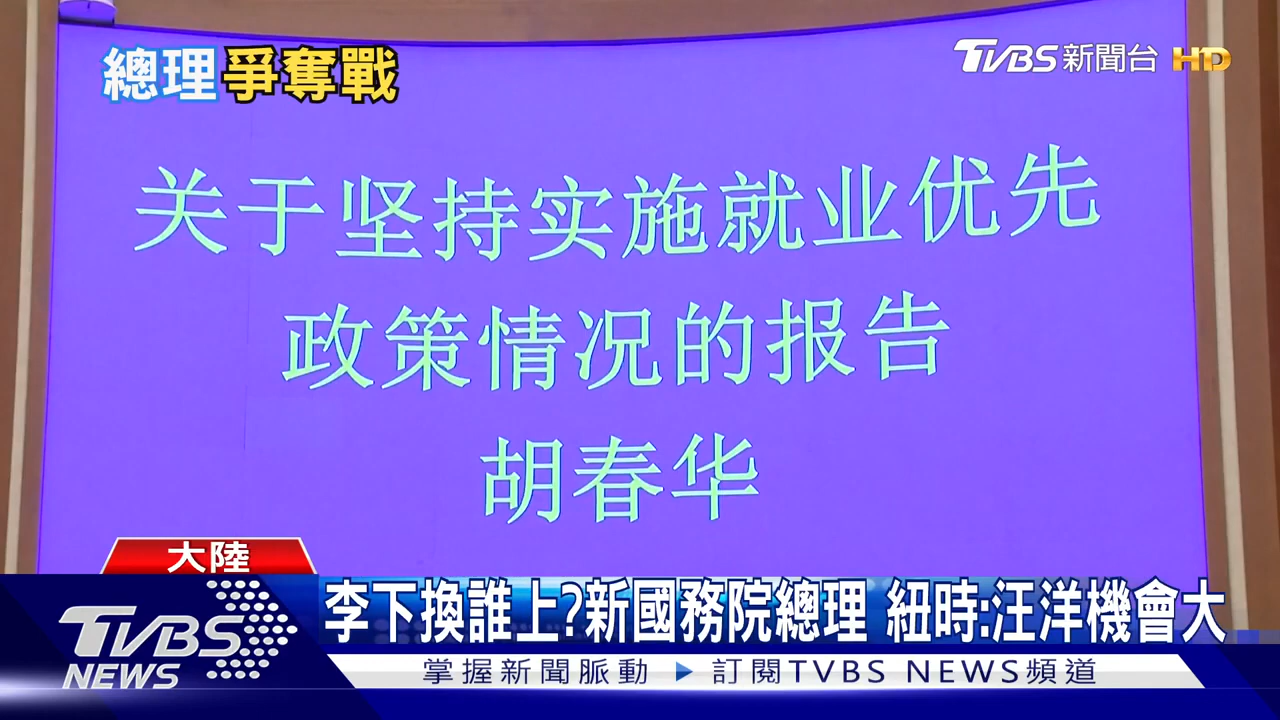 總理爭奪戰
TVBS新聞台 HD
关于坚持实施就业优先
政策情况的报告
胡春华
大陸
李下換誰上?新國務院總理 紐時:汪洋機會大
TVBS
NEWS
掌握新聞脈動 ▶ 訂閱TVBS NEWS頻道